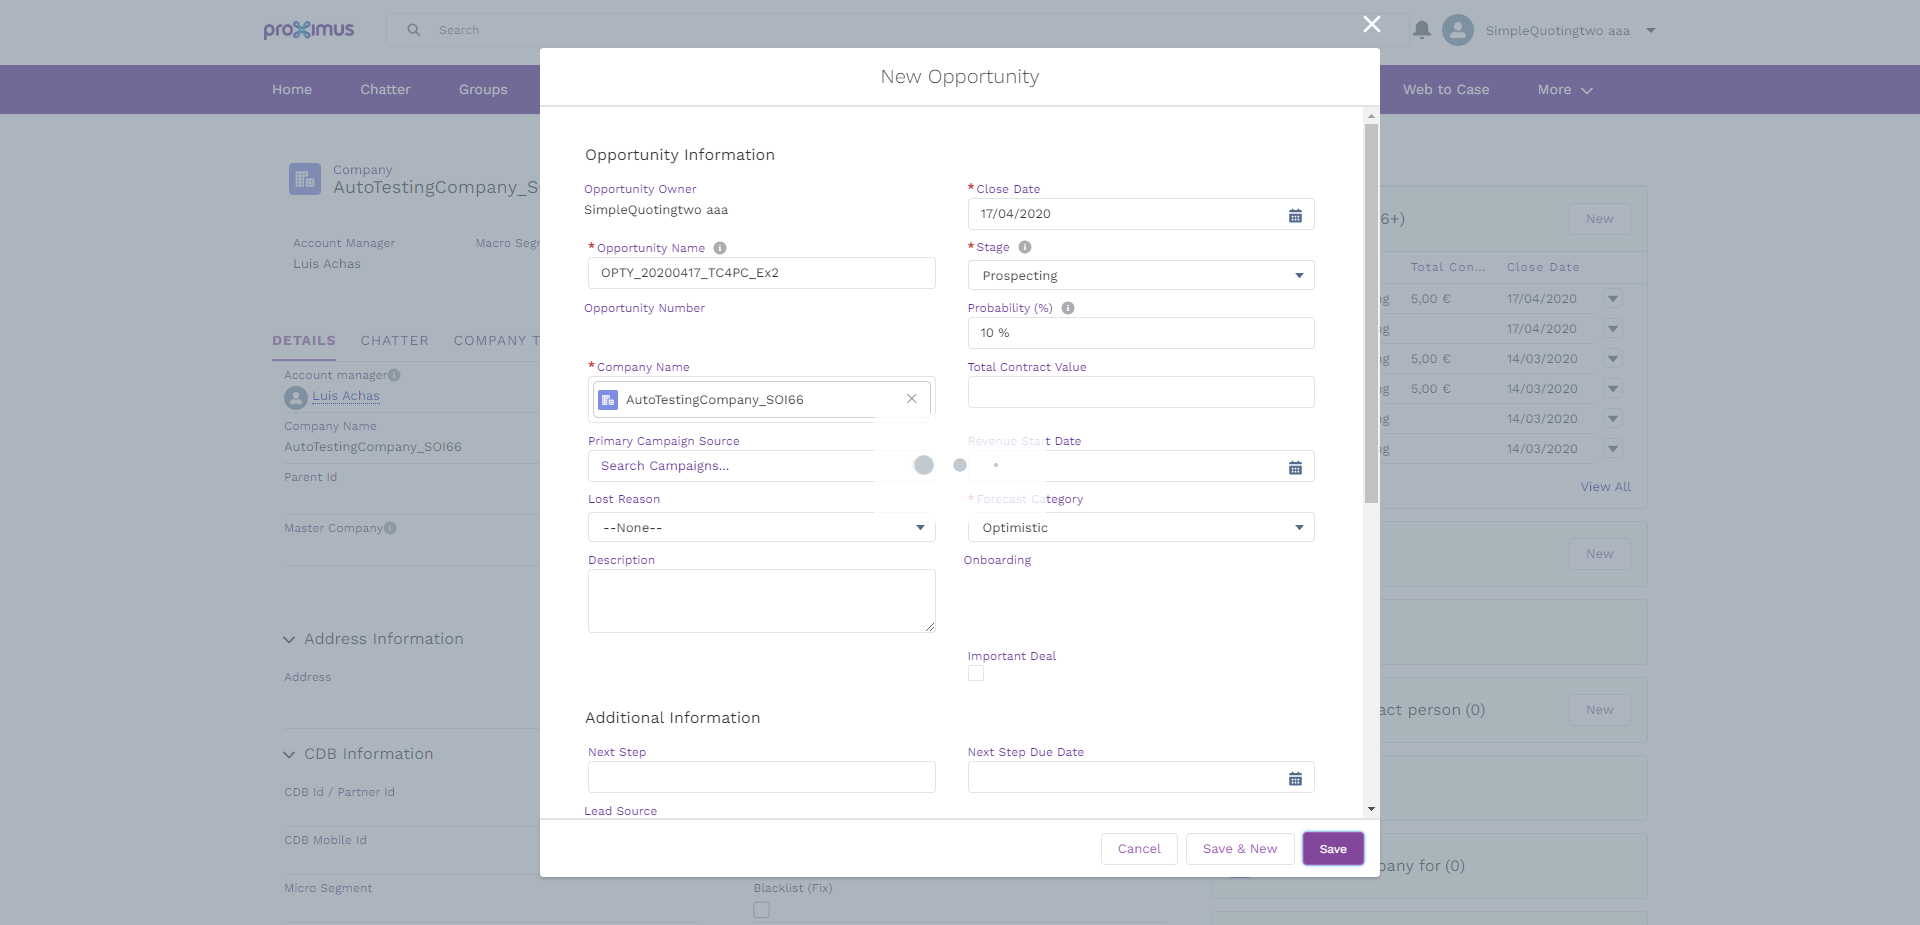 proximus
Search
SimpleQuotingtwo aaa
Home
Chatter
Groups
Web to Case
More
Company
AutoTestingCompany_S
Account Manager
Macro Segr
Luis Achas
DETAILS
CHATTER
COMPANY T
Account manager
Luis Achas
Company Name
AutoTestingCompany_SOI66
Parent Id
Master Company
Address Information
Address
CDB Information
CDB Id / Partner Id
CDB Mobile Id
Micro Segment
Blacklist (Fix)
New Opportunity
Opportunity Information
Opportunity Owner
SimpleQuotingtwo aaa
*Close Date
17/04/2020
*Opportunity Name
OPTY_20200417_TC4PC_Ex2
*Stage
Prospecting
Opportunity Number
Probability (%)
10 %
*Company Name
AutoTestingCompany_SOI66
Total Contract Value
Primary Campaign Source
Search Campaigns...
Revenue Start Date
Lost Reason
--None--
*Forecast Category
Optimistic
Description
Onboarding
Important Deal
Additional Information
Next Step
Next Step Due Date
Lead Source
Cancel
Save & New
Save
6+)
New
Total Con...
Close Date
ng
5,00 €
17/04/2020
ng
17/04/2020
ng
5,00 €
14/03/2020
ng
5,00 €
14/03/2020
ng
14/03/2020
ng
14/03/2020
View All
New
act person (0)
New
pany for (0)